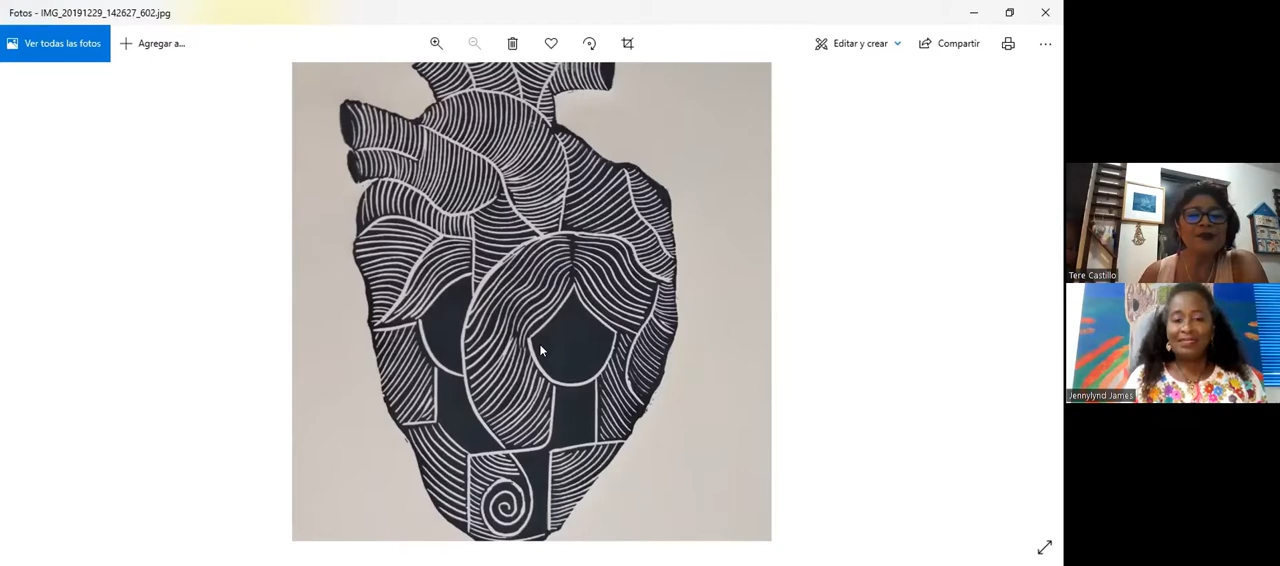 Fotos - IMG_20191229_142627_602.jpg
Ver todas las fotos
Agregar a...
Editar y crear
Compartir
Tere Castillo
Jennylynd James